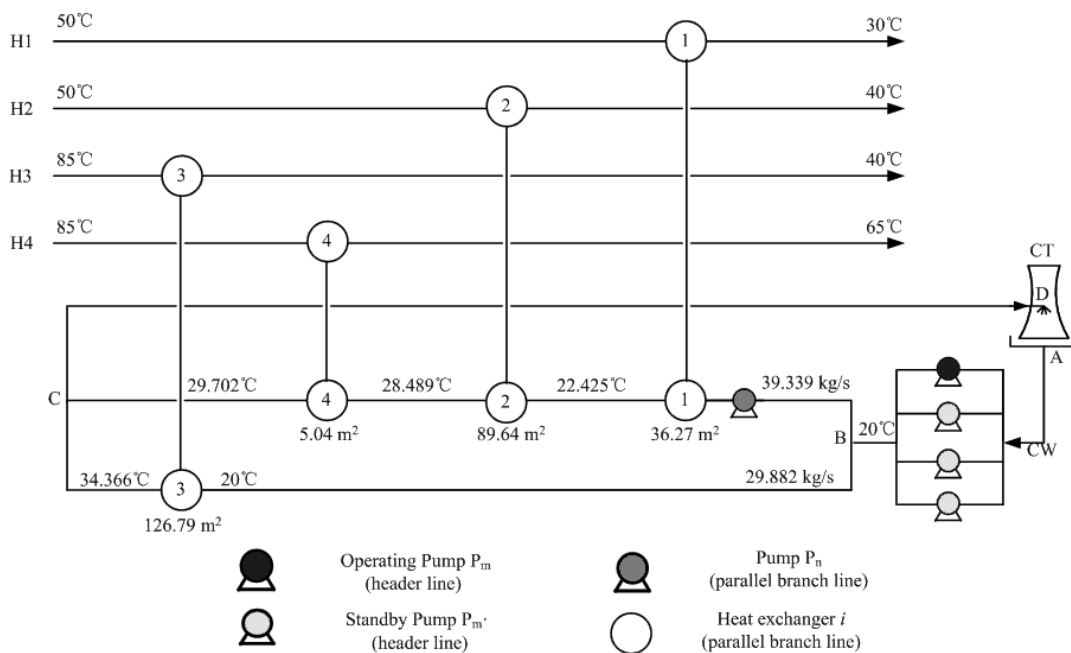 50℃
30℃
H1
1
50℃
40℃
H2
2
85℃
40℃
H3
3
85℃
65℃
H4
4
CT
D
A
29.702℃
28.489℃
22.425℃
39.339 kg/s
C
4
2
1
5.04 m²
89.64 m²
36.27 m²
B
20℃
CW
34.366℃
20℃
29.882 kg/s
3
126.79 m²
Operating Pump Pm
(header line)
Pump Pn
(parallel branch line)
Standby Pump Pm'
(header line)
Heat exchanger i
(parallel branch line)